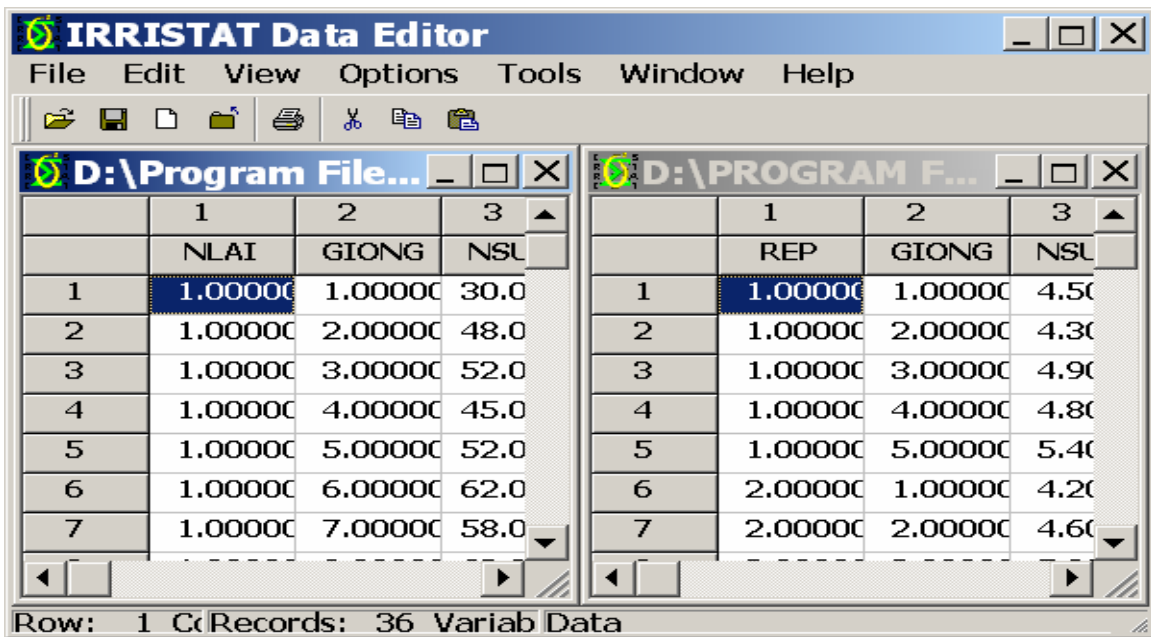 IRRISTAT Data Editor
File Edit View Options Tools Window Help
D:\Program File...
1 2 3
NLAI GIONG NSU
1 1.00000 1.00000 30.0
2 1.00000 2.00000 48.0
3 1.00000 3.00000 52.0
4 1.00000 4.00000 45.0
5 1.00000 5.00000 52.0
6 1.00000 6.00000 62.0
7 1.00000 7.00000 58.0
D:\PROGRAM F...
1 2 3
REP GIONG NSU
1 1.00000 1.00000 4.50
2 1.00000 2.00000 4.30
3 1.00000 3.00000 4.90
4 1.00000 4.00000 4.80
5 1.00000 5.00000 5.40
6 2.00000 1.00000 4.20
7 2.00000 2.00000 4.60
Row: 1 Records: 36 Variab Data